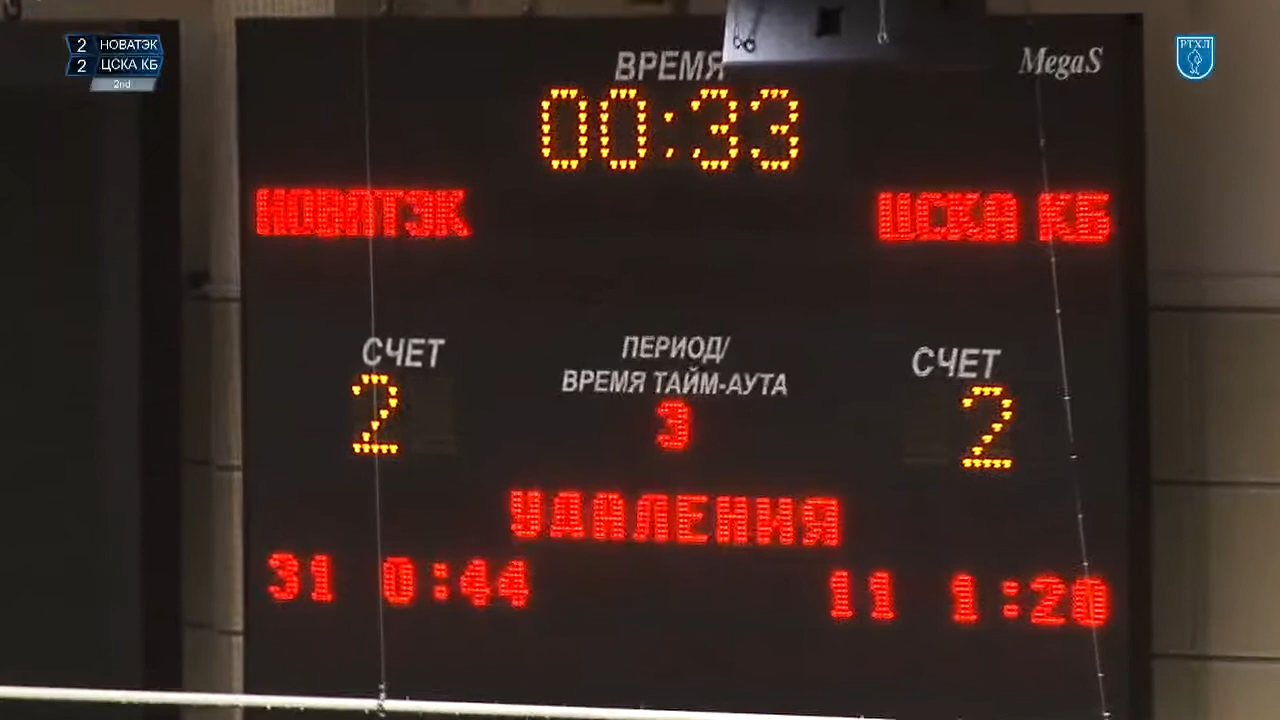 2 НОВАТЭК
2 ЦСКА КБ
2nd
РТХЛ
ВРЕМЯ
MegaS
00:33
НОВАТЭК ЦСКА КБ
СЧЕТ ПЕРИОД/ СЧЕТ
ВРЕМЯ ТАЙМ-АУТА
2 3 2
УДАЛЕНИЯ
31 0:44 11 1:20